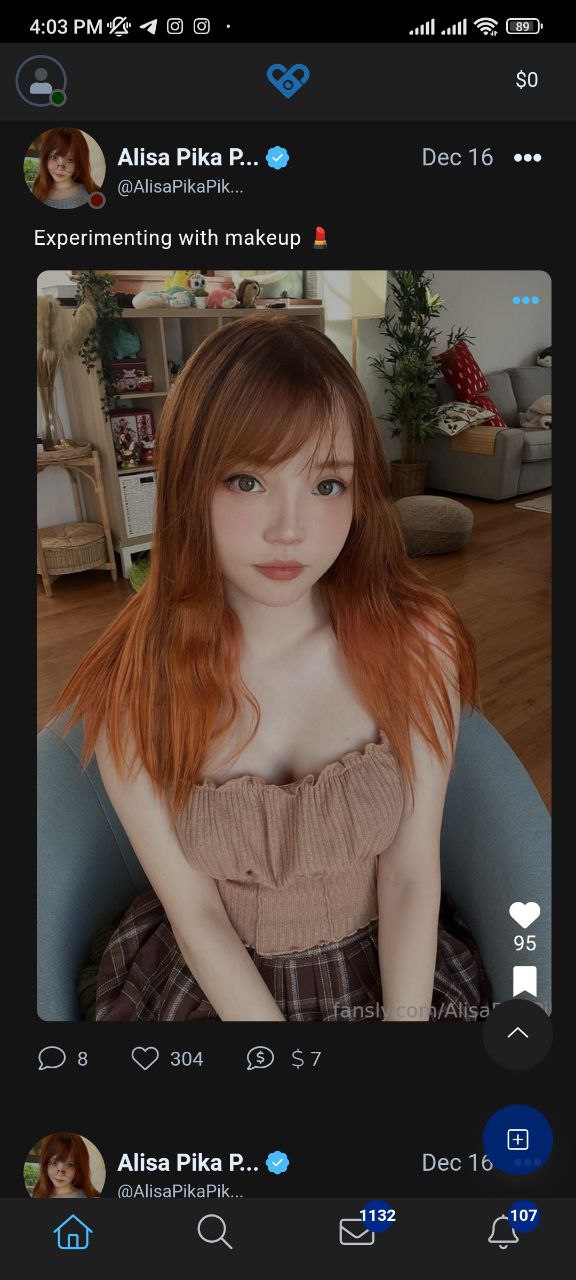 4:03 PM
89
$0
Alisa Pika P... Dec 16
@AlisaPikaPik...
Experimenting with makeup 💄
95
fansly.com/Alisa
8 304 $ 7
Alisa Pika P... Dec 16
@AlisaPikaPik...
1132
107